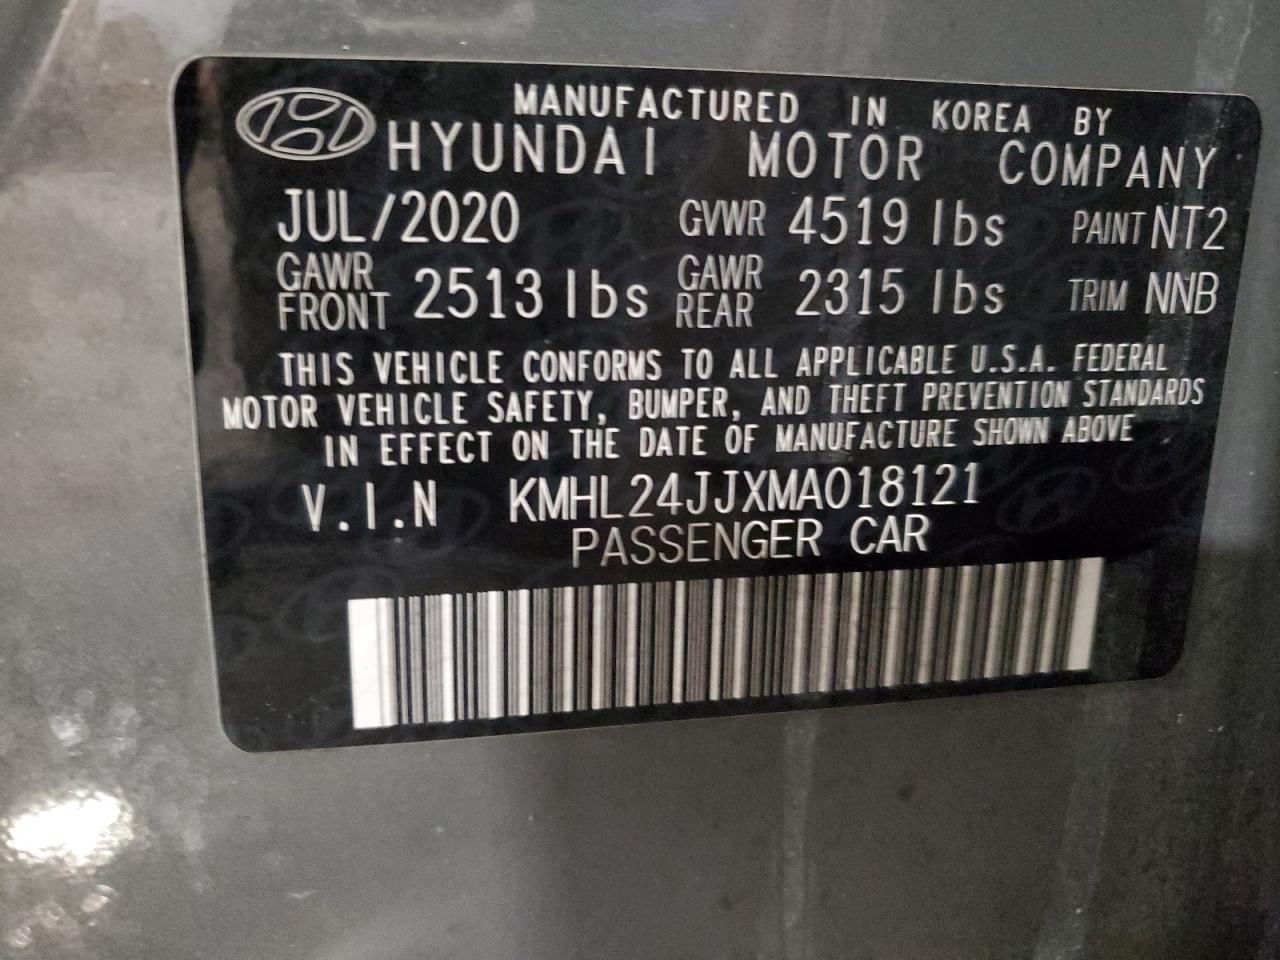 MANUFACTURED IN KOREA BY
HYUNDAI MOTOR COMPANY
JUL/2020 GVWR 4519 lbs PAINT NT2
GAWR FRONT 2513 lbs GAWR REAR 2315 lbs TRIM NNB
THIS VEHICLE CONFORMS TO ALL APPLICABLE U.S.A. FEDERAL
MOTOR VEHICLE SAFETY, BUMPER, AND THEFT PREVENTION STANDARDS
IN EFFECT ON THE DATE OF MANUFACTURE SHOWN ABOVE
V.I.N KMHL24JJXMA018121
PASSENGER CAR